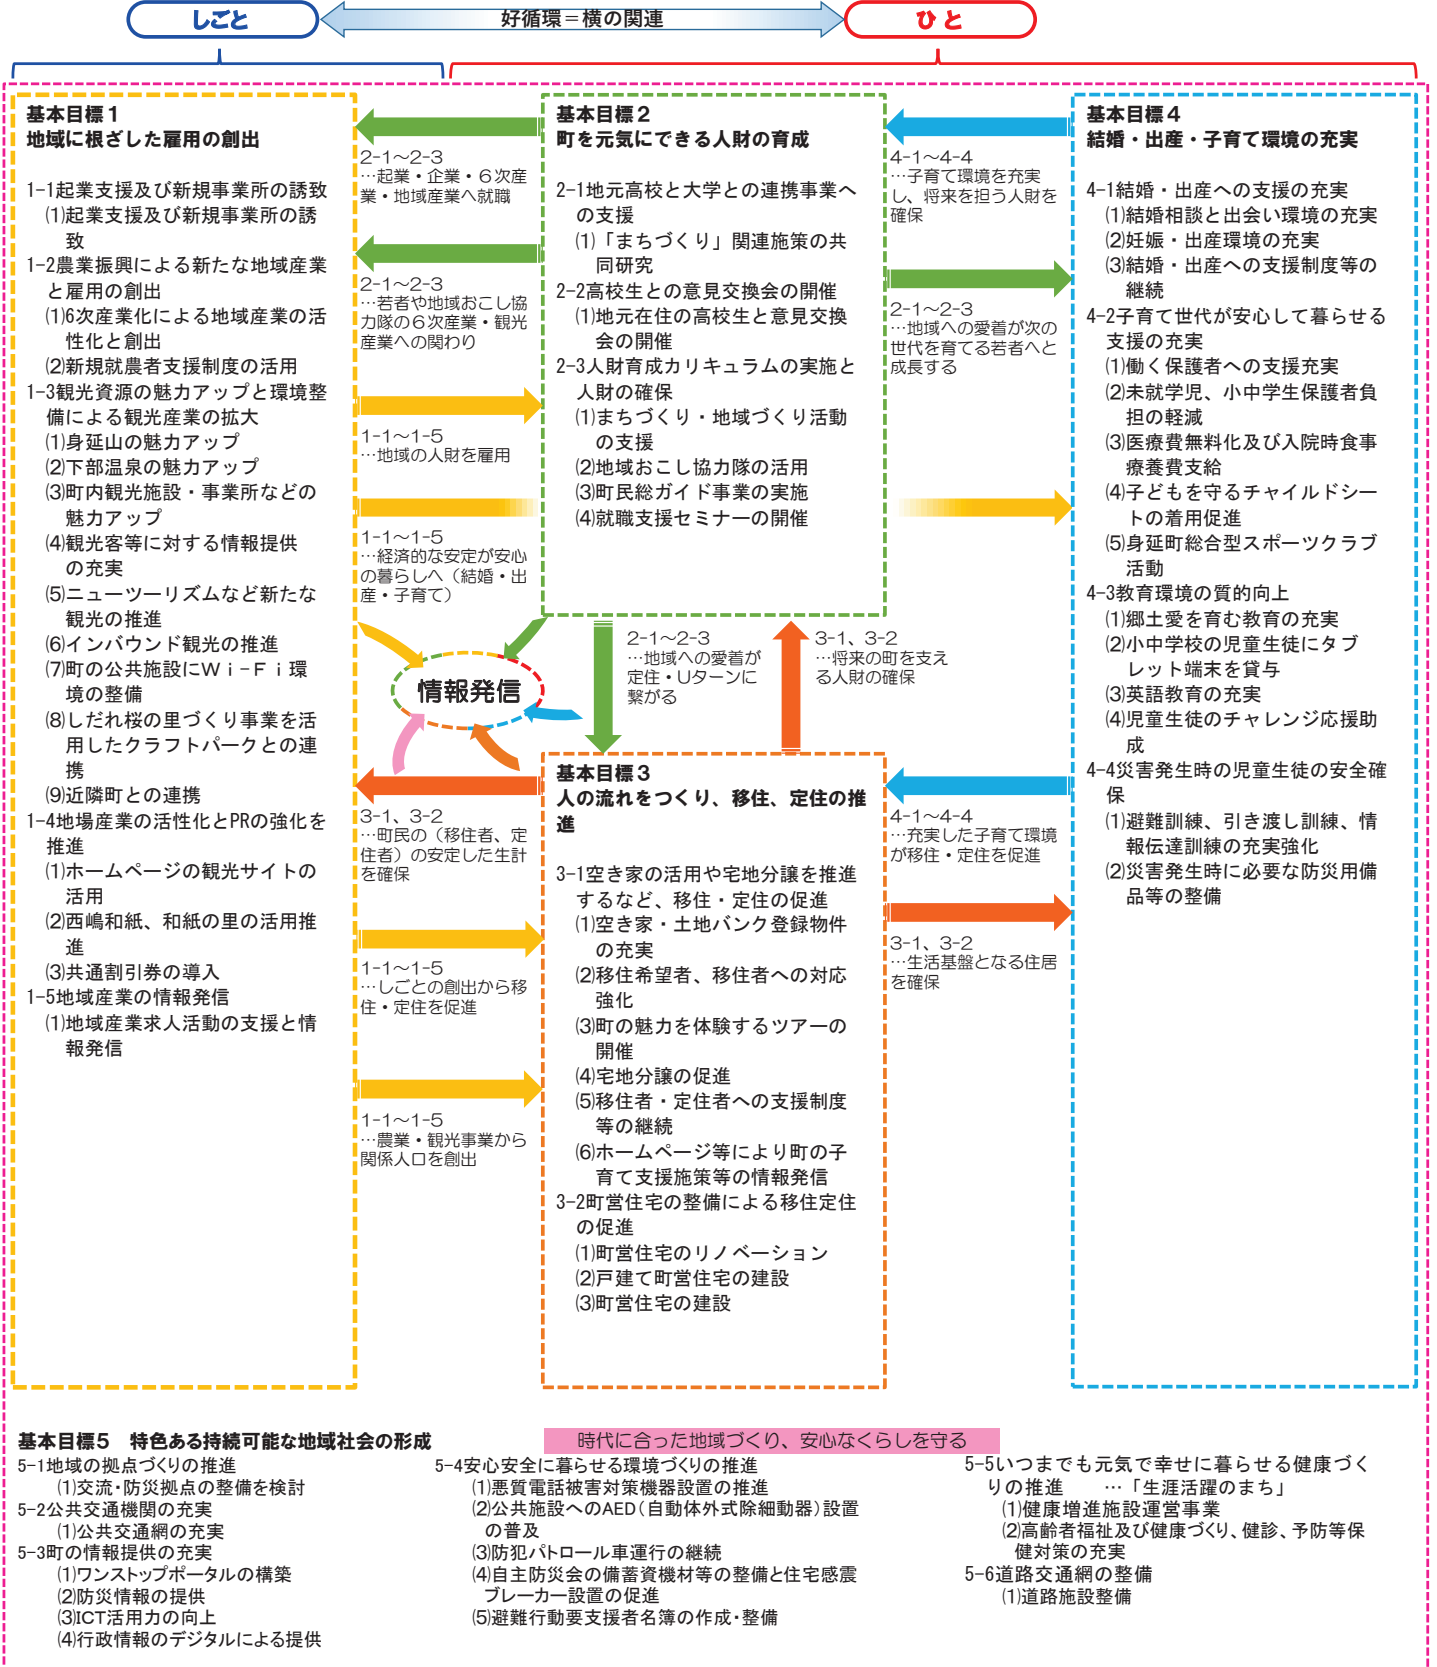 しごと
好循環＝横の関連
ひと
基本目標１
地域に根ざした雇用の創出
1-1起業支援及び新規事業所の誘致
⑴起業支援及び新規事業所の誘
致
1-2農業振興による新たな地域産業
と雇用の創出
⑴6次産業化による地域産業の活
性化と創出
⑵新規就農者支援制度の活用
1-3観光資源の魅力アップと環境整
備による観光産業の拡大
⑴身延山の魅力アップ
⑵下部温泉の魅力アップ
⑶町内観光施設・事業所などの
魅力アップ
⑷観光客等に対する情報提供
の充実
⑸ニューツーリズムなど新たな
観光の推進
⑹インバウンド観光の推進
⑺町の公共施設にＷｉ-Ｆｉ環
境の整備
⑻しだれ桜の里づくり事業を活
用したクラフトパークとの連
携
⑼近隣町との連携
1-4地場産業の活性化とPRの強化を
推進
⑴ホームページの観光サイトの
活用
⑵西嶋和紙、和紙の里の活用推
進
⑶共通割引券の導入
1-5地域産業の情報発信
⑴地域産業求人活動の支援と情
報発信
2-1～2-3
…起業・企業・６次産
業・地域産業へ就職
2-1～2-3
…若者や地域おこし協
力隊の６次産業・観光
産業への関わり
1-1～1-5
…地域の人財を雇用
1-1～1-5
…経済的な安定が安心
の暮らしへ（結婚・出
産・子育て）
情報発信
3-1、3-2
…町民の（移住者、定
住者）の安定した生計
を確保
1-1～1-5
…しごとの創出から移
住・定住を促進
1-1～1-5
…農業・観光事業から
関係人口を創出
基本目標２
町を元気にできる人財の育成
2-1地元高校と大学との連携事業へ
の支援
⑴「まちづくり」関連施策の共
同研究
2-2高校生との意見交換会の開催
⑴地元在住の高校生と意見交換
会の開催
2-3人財育成カリキュラムの実施と
人財の確保
⑴まちづくり・地域づくり活動
の支援
⑵地域おこし協力隊の活用
⑶町民総ガイド事業の実施
⑷就職支援セミナーの開催
2-1～2-3
…地域への愛着が
定住・Uターンに
繋がる
3-1、3-2
…将来の町を支え
る人財の確保
基本目標３
人の流れをつくり、移住、定住の推
進
3-1空き家の活用や宅地分譲を推進
するなど、移住・定住の促進
⑴空き家・土地バンク登録物件
の充実
⑵移住希望者、移住者への対応
強化
⑶町の魅力を体験するツアーの
開催
⑷宅地分譲の促進
⑸移住者・定住者への支援制度
等の継続
⑹ホームページ等により町の子
育て支援施策等の情報発信
3-2町営住宅の整備による移住定住
の促進
⑴町営住宅のリノベーション
⑵戸建て町営住宅の建設
⑶町営住宅の建設
4-1～4-4
…子育て環境を充実
し、将来を担う人財を
確保
2-1～2-3
…地域への愛着が次の
世代を育てる若者へと
成長する
4-1～4-4
…充実した子育て環境
が移住・定住を促進
3-1、3-2
…生活基盤となる住居
を確保
基本目標４
結婚・出産・子育て環境の充実
4-1結婚・出産への支援の充実
⑴結婚相談と出会い環境の充実
⑵妊娠・出産環境の充実
⑶結婚・出産への支援制度等の
継続
4-2子育て世代が安心して暮らせる
支援の充実
⑴働く保護者への支援充実
⑵未就学児、小中学生保護者負
担の軽減
⑶医療費無料化及び入院時食事
療養費支給
⑷子どもを守るチャイルドシー
トの着用促進
⑸身延町総合型スポーツクラブ
活動
4-3教育環境の質的向上
⑴郷土愛を育む教育の充実
⑵小中学校の児童生徒にタブ
レット端末を貸与
⑶英語教育の充実
⑷児童生徒のチャレンジ応援助
成
4-4災害発生時の児童生徒の安全確
保
⑴避難訓練、引き渡し訓練、情
報伝達訓練の充実強化
⑵災害発生時に必要な防災用備
品等の整備
基本目標５　特色ある持続可能な地域社会の形成
時代に合った地域づくり、安心なくらしを守る
5-1地域の拠点づくりの推進
⑴交流・防災拠点の整備を検討
5-2公共交通機関の充実
⑴公共交通網の充実
5-3町の情報提供の充実
⑴ワンストップポータルの構築
⑵防災情報の提供
⑶ICT活用力の向上
⑷行政情報のデジタルによる提供
5-4安心安全に暮らせる環境づくりの推進
⑴悪質電話被害対策機器設置の推進
⑵公共施設へのAED（自動体外式除細動器）設置
の普及
⑶防犯パトロール車運行の継続
⑷自主防災会の備蓄資機材等の整備と住宅感震
ブレーカー設置の促進
⑸避難行動要支援者名簿の作成・整備
5-5いつまでも元気で幸せに暮らせる健康づく
りの推進　　…「生涯活躍のまち」
⑴健康増進施設運営事業
⑵高齢者福祉及び健康づくり、健診、予防等保
健対策の充実
5-6道路交通網の整備
⑴道路施設整備